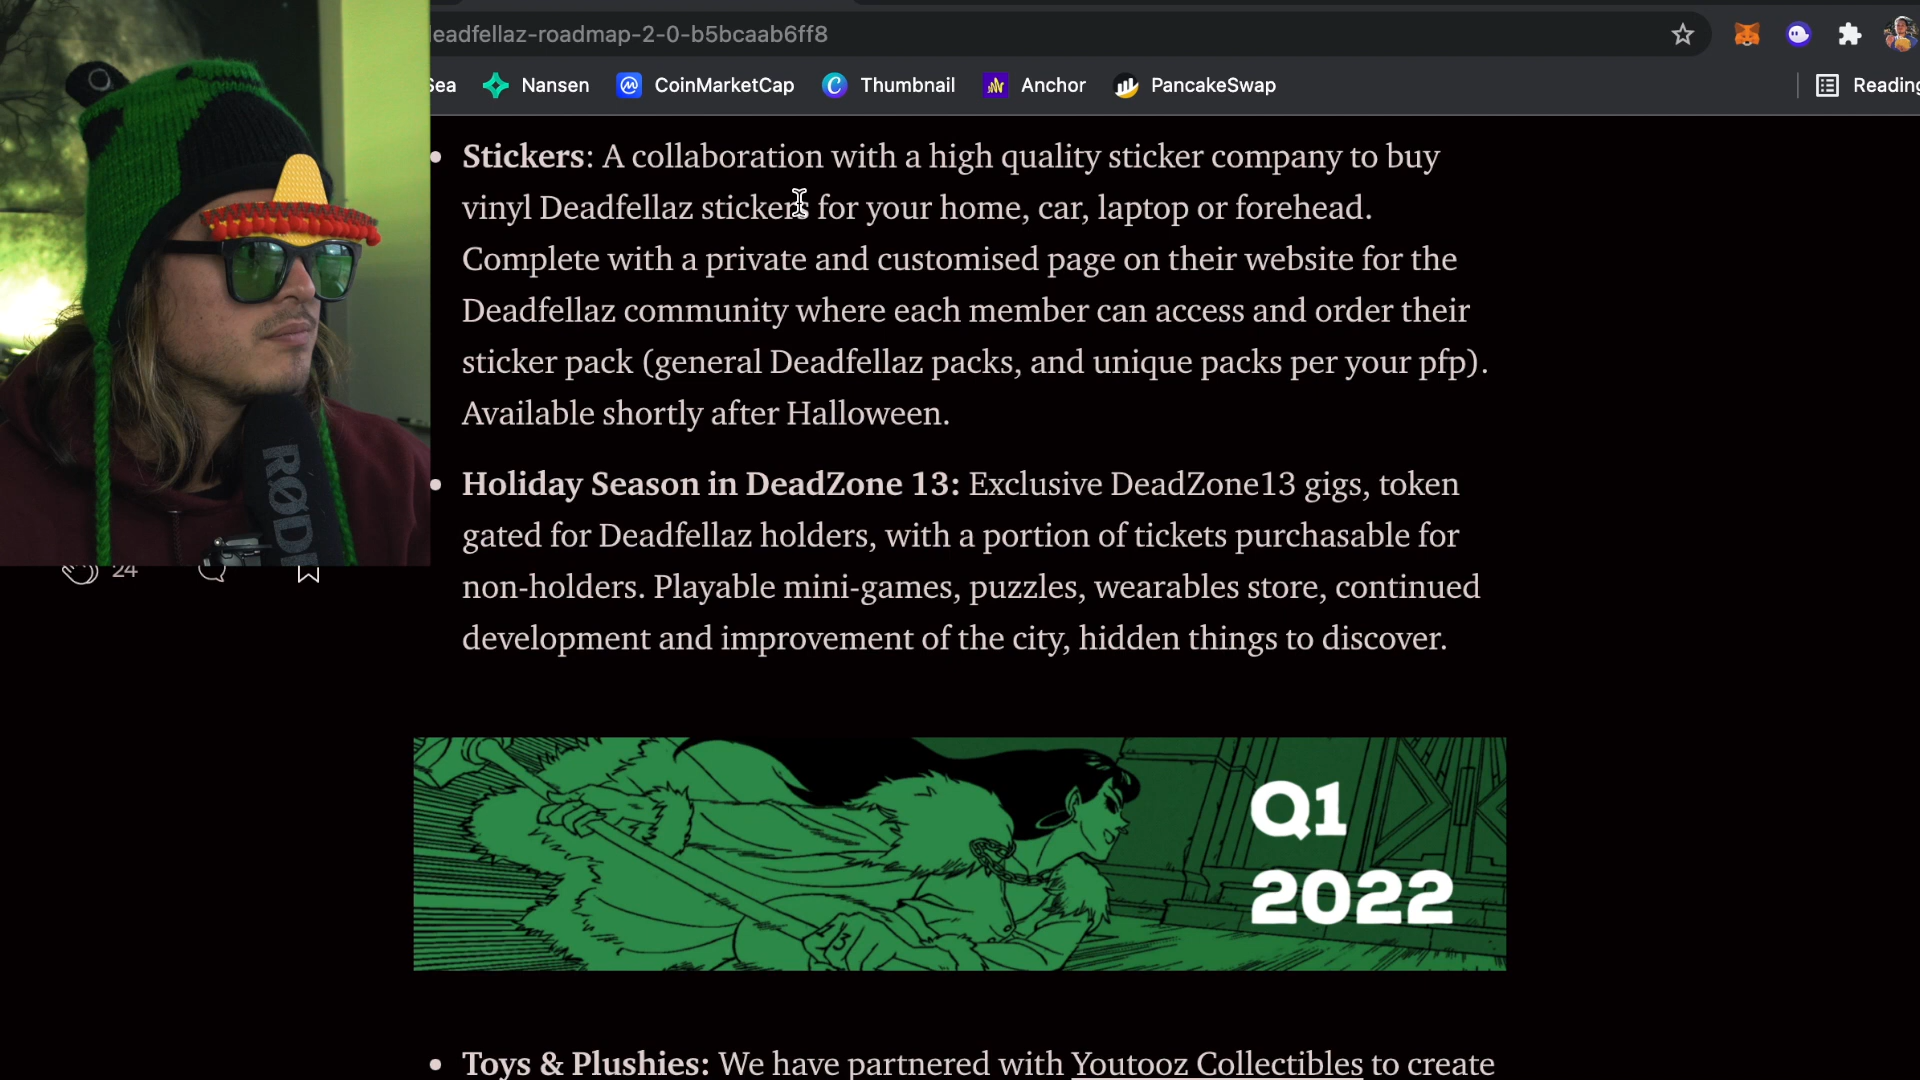 leadfellaz-roadmap-2-0-b5bcaab6ff8
Sea Nansen CoinMarketCap Thumbnail Anchor PancakeSwap Reading
Stickers: A collaboration with a high quality sticker company to buy
vinyl Deadfellaz stickers for your home, car, laptop or forehead.
Complete with a private and customised page on their website for the
Deadfellaz community where each member can access and order their
sticker pack (general Deadfellaz packs, and unique packs per your pfp).
Available shortly after Halloween.
RØDE
Holiday Season in DeadZone 13: Exclusive DeadZone13 gigs, token
gated for Deadfellaz holders, with a portion of tickets purchasable for
24
non-holders. Playable mini-games, puzzles, wearables store, continued
development and improvement of the city, hidden things to discover.
Q1
2022
13
Toys & Plushies: We have partnered with Youtooz Collectibles to create